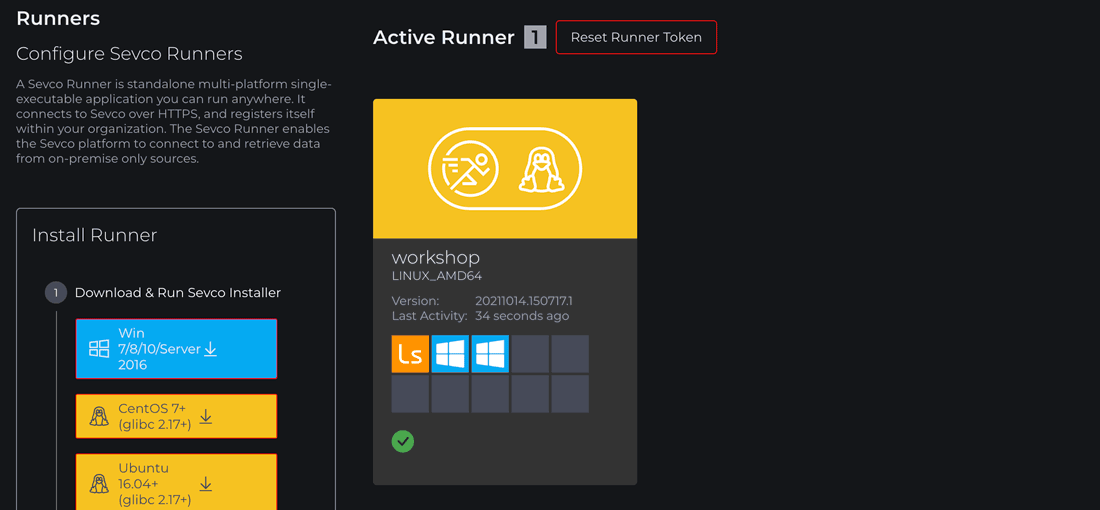 Runners
Configure Sevco Runners
A Sevco Runner is standalone multi-platform single-
executable application you can run anywhere. It
connects to Sevco over HTTPS, and registers itself
within your organization. The Sevco Runner enables
the Sevco platform to connect to and retrieve data
from on-premise only sources.
Install Runner
1 Download & Run Sevco Installer
Win
7/8/10/Server
2016
CentOS 7+
(glibc 2.17+)
Ubuntu
16.04+
(glibc 2.17+)
Active Runner 1
Reset Runner Token
workshop
LINUX_AMD64
Version: 20211014.150717.1
Last Activity: 34 seconds ago
Ls